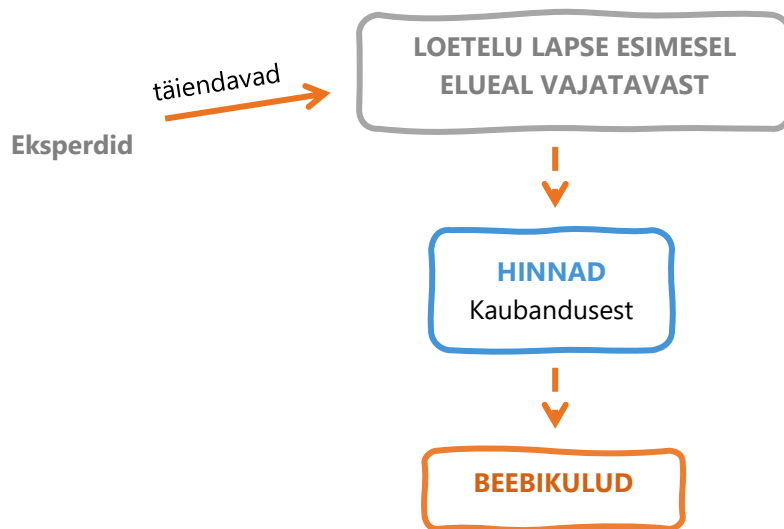 LOETELU LAPSE ESIMESEL
ELUEAL VAJATAVAST
täiendavad
Eksperdid
HINNAD
Kaubandusest
BEEBIKULUD